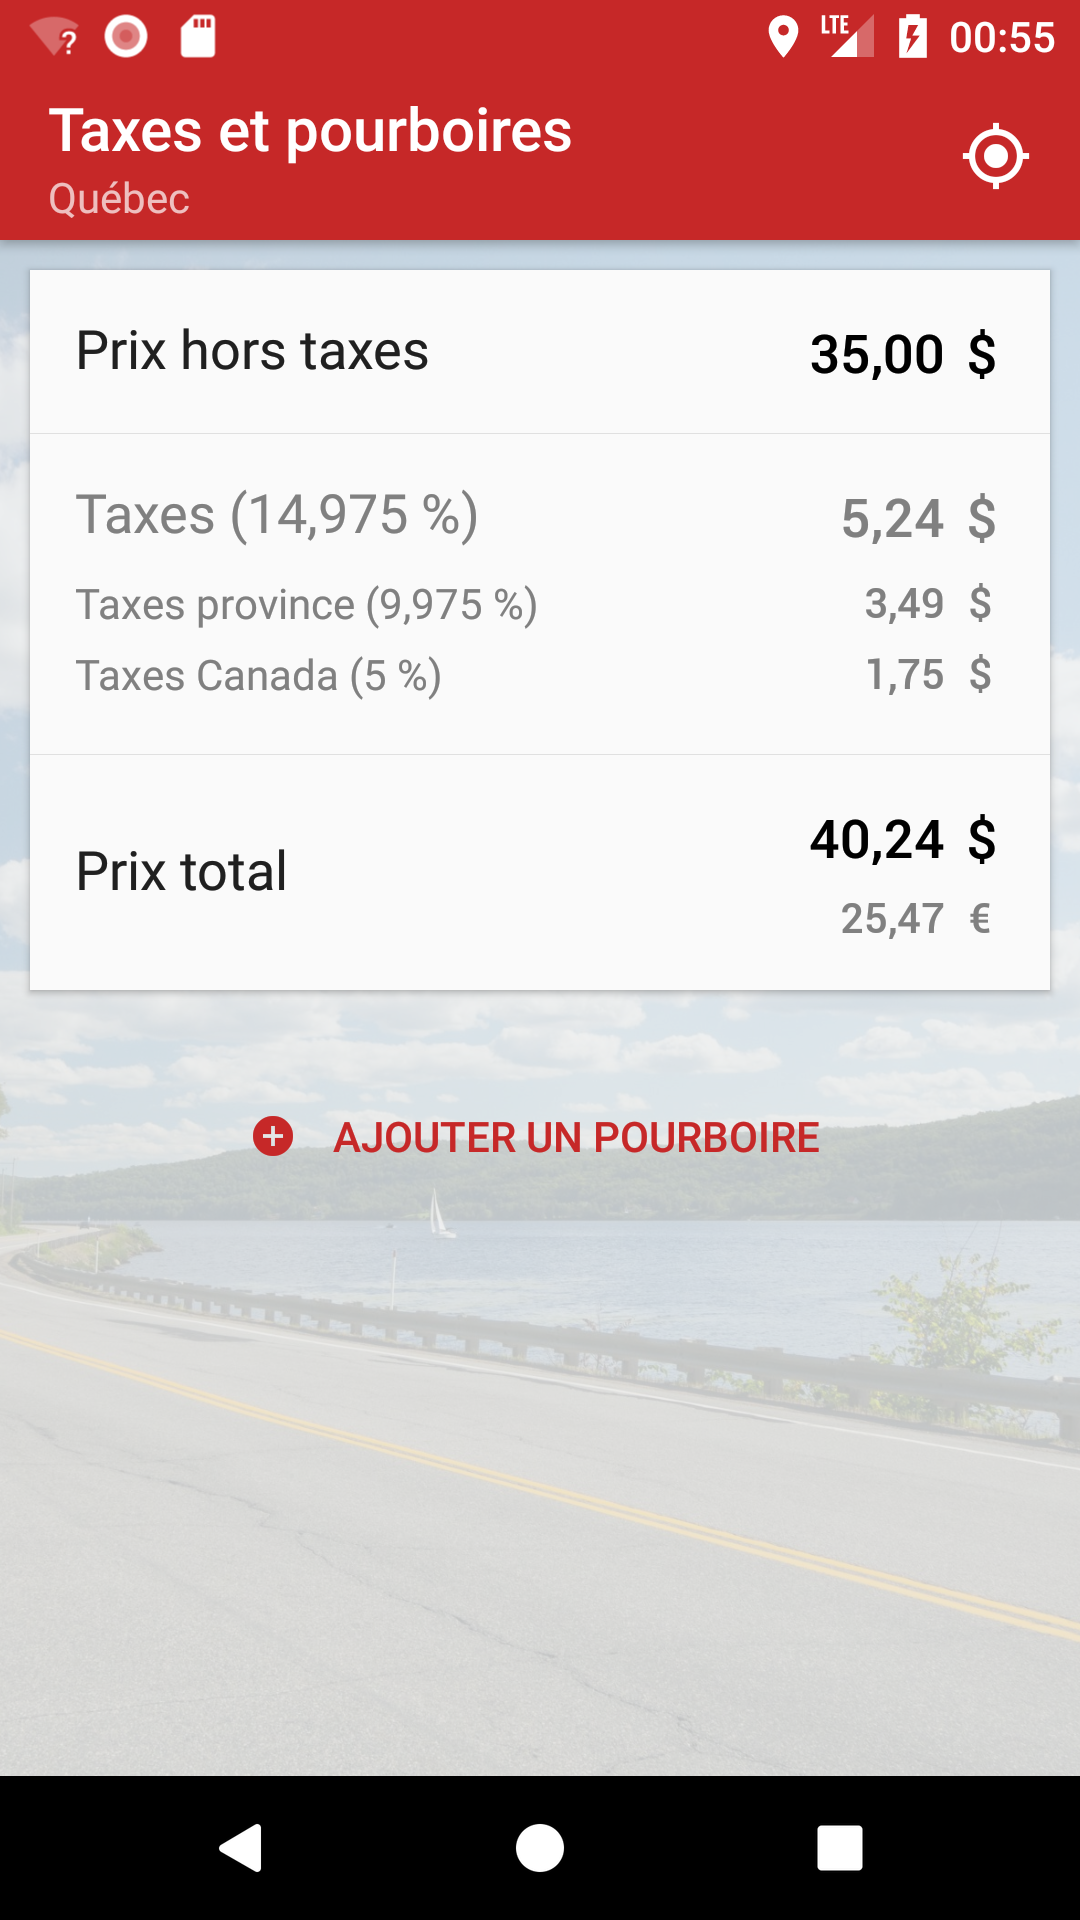 LTE 00:55
Taxes et pourboires
Québec
Prix hors taxes 35,00 $
Taxes (14,975 %) 5,24 $
Taxes province (9,975 %) 3,49 $
Taxes Canada (5 %) 1,75 $
40,24 $
Prix total
25,47 €
AJOUTER UN POURBOIRE